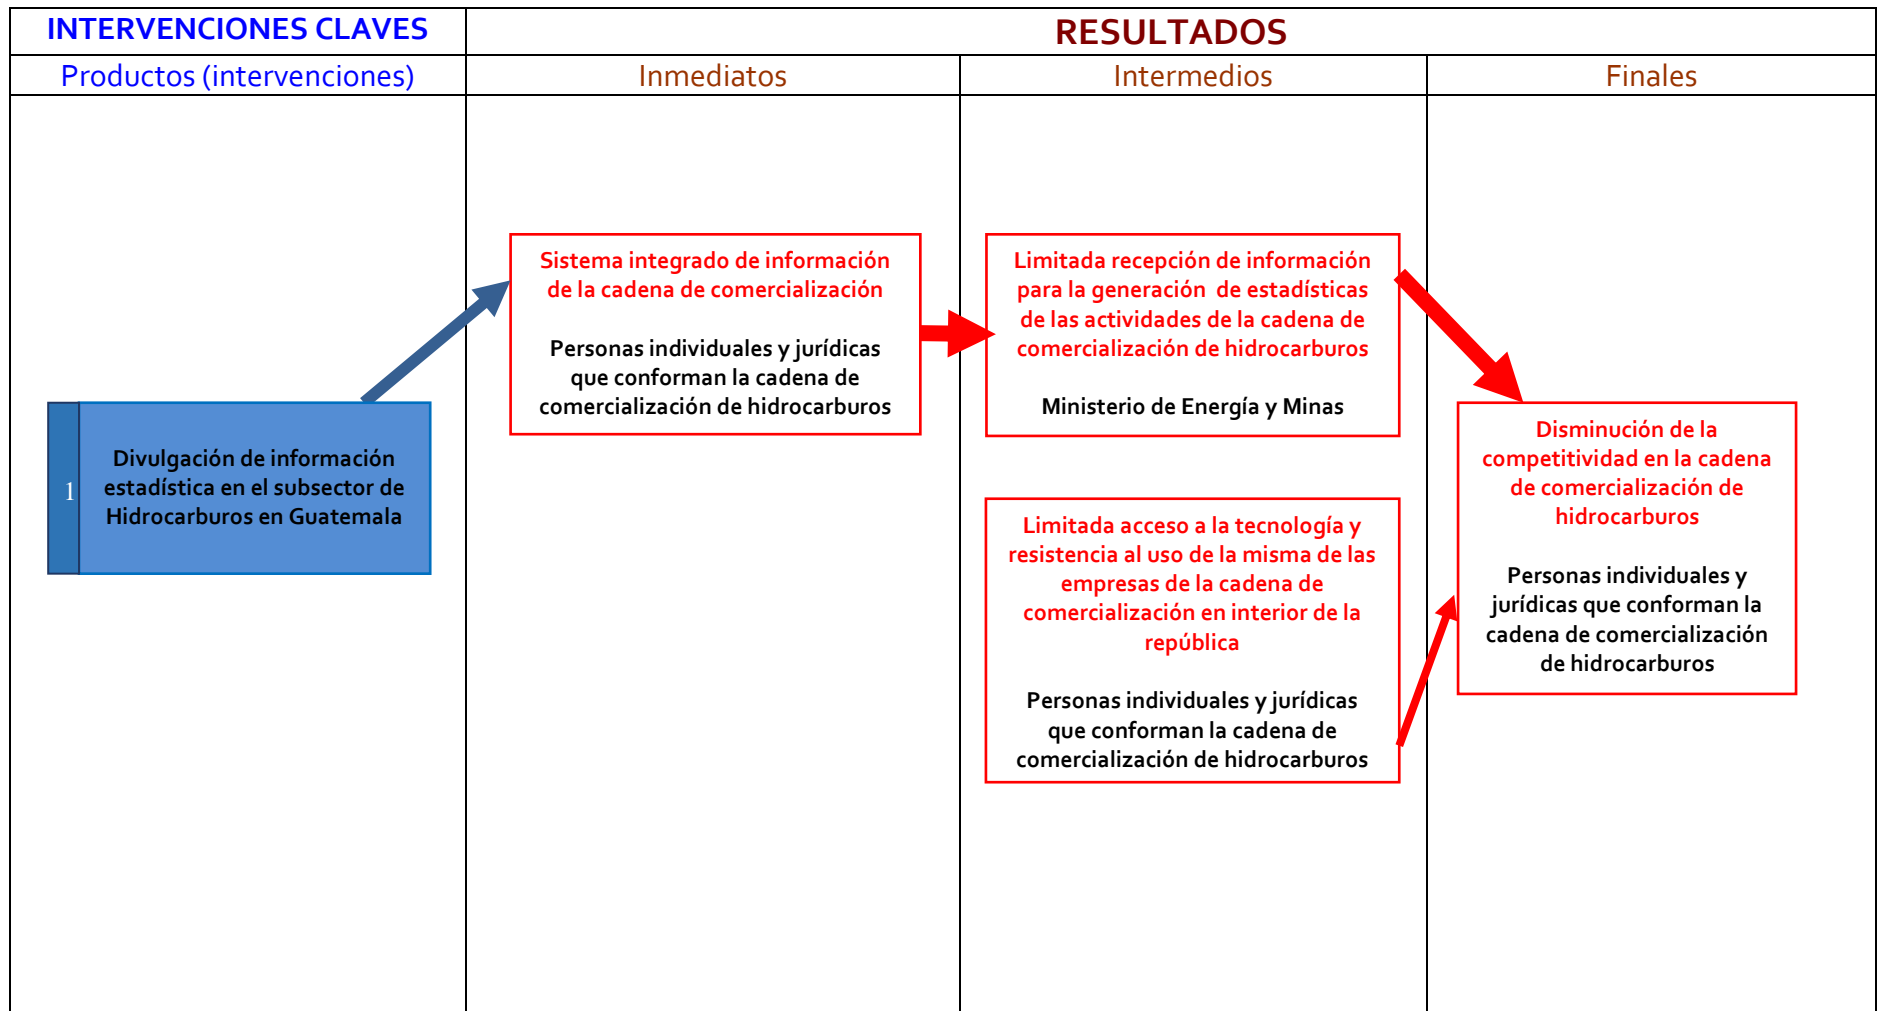 INTERVENCIONES CLAVES
RESULTADOS
Productos (intervenciones)
Inmediatos
Intermedios
Finales
1
Divulgación de información
estadística en el subsector de
Hidrocarburos en Guatemala
Sistema integrado de información
de la cadena de comercialización
Personas individuales y jurídicas
que conforman la cadena de
comercialización de hidrocarburos
Limitada recepción de información
para la generación de estadísticas
de las actividades de la cadena de
comercialización de hidrocarburos
Ministerio de Energía y Minas
Limitada acceso a la tecnología y
resistencia al uso de la misma de las
empresas de la cadena de
comercialización en interior de la
república
Personas individuales y jurídicas
que conforman la cadena de
comercialización de hidrocarburos
Disminución de la
competitividad en la cadena
de comercialización de
hidrocarburos
Personas individuales y
jurídicas que conforman la
cadena de comercialización
de hidrocarburos